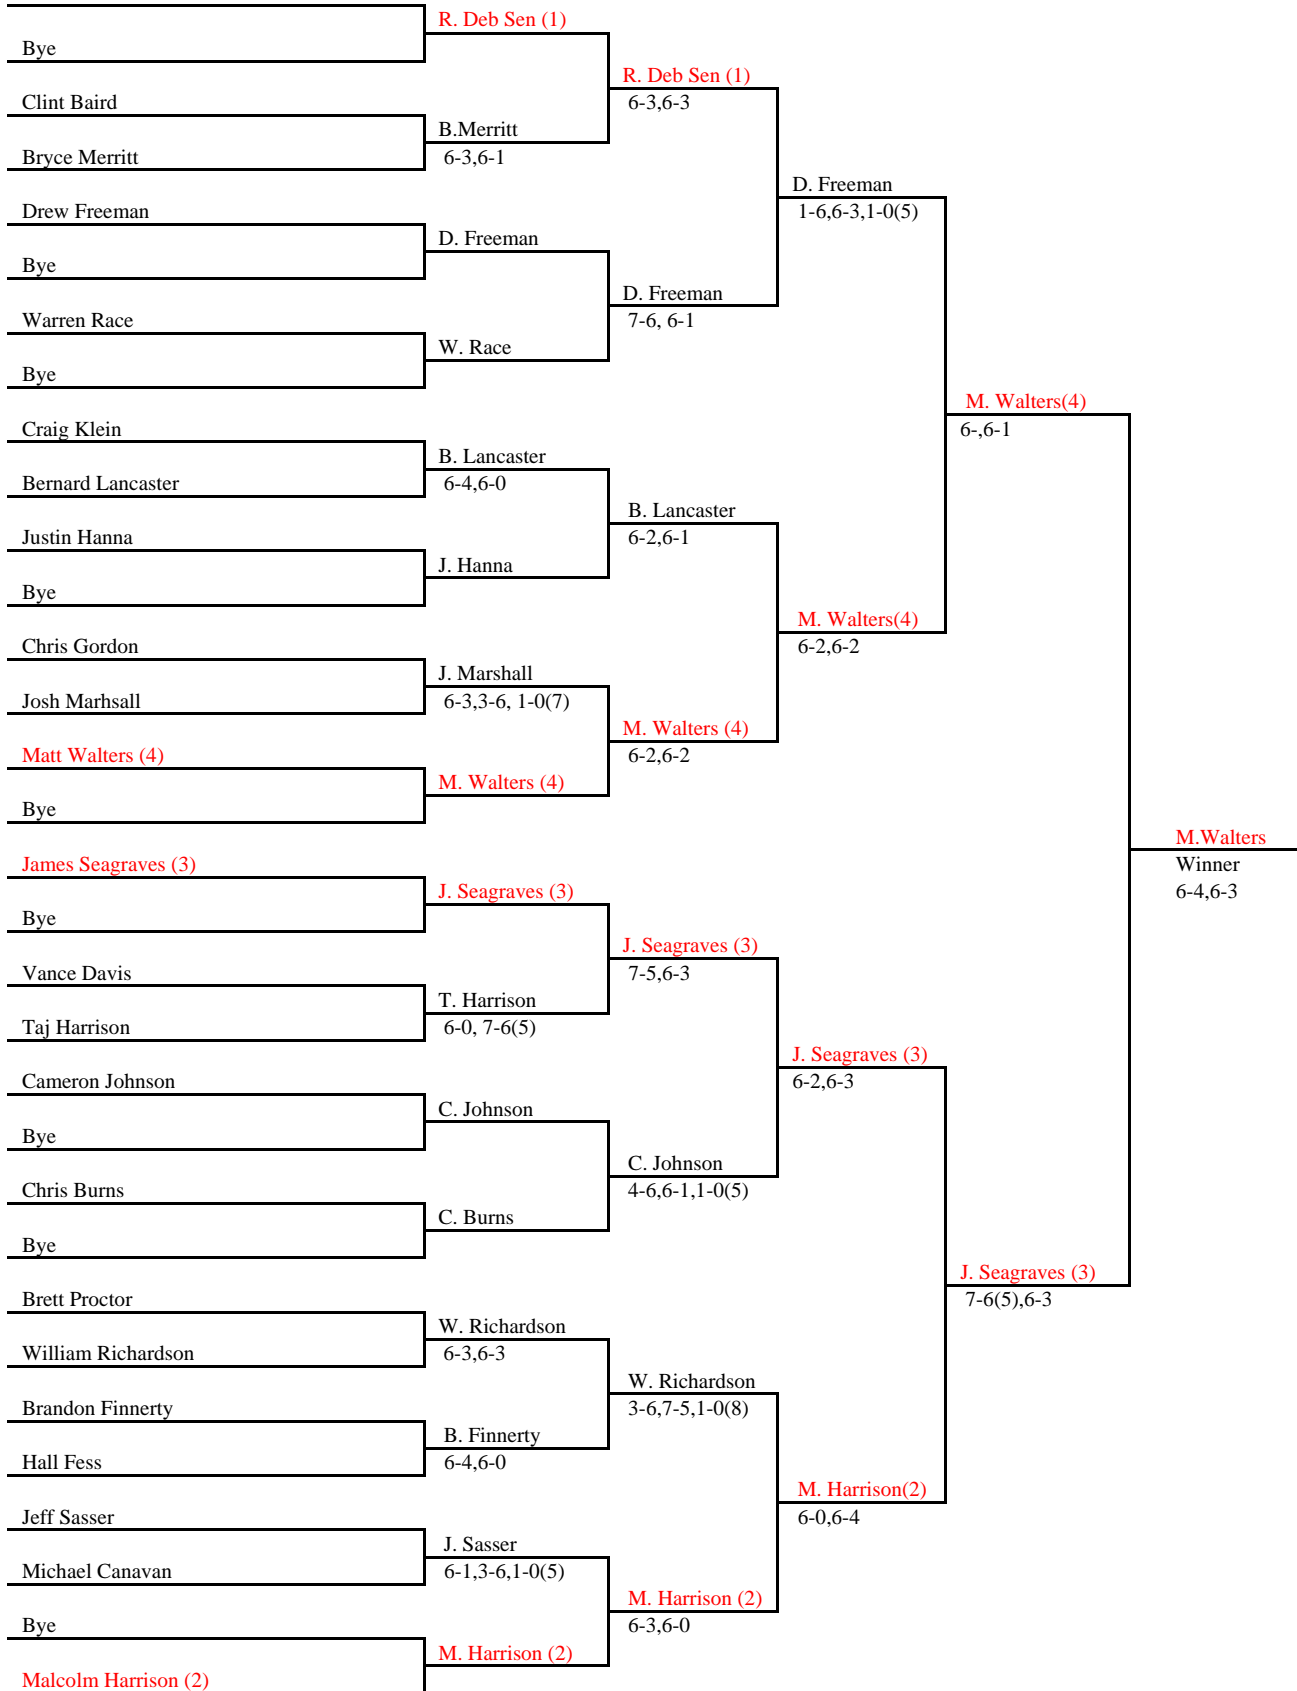 R. Deb Sen (1)
Bye
R. Deb Sen (1)
Clint Baird
6-3,6-3
B.Merritt
Bryce Merritt
6-3,6-1
D. Freeman
Drew Freeman
1-6,6-3,1-0(5)
D. Freeman
Bye
D. Freeman
Warren Race
7-6, 6-1
W. Race
Bye
M. Walters(4)
Craig Klein
6-,6-1
B. Lancaster
Bernard Lancaster
6-4,6-0
B. Lancaster
Justin Hanna
6-2,6-1
J. Hanna
Bye
M. Walters(4)
Chris Gordon
6-2,6-2
J. Marshall
Josh Marhsall
6-3,3-6, 1-0(7)
M. Walters (4)
Matt Walters (4)
6-2,6-2
M. Walters (4)
Bye
M.Walters
James Seagraves (3)
Winner
J. Seagraves (3)
6-4,6-3
Bye
J. Seagraves (3)
Vance Davis
7-5,6-3
T. Harrison
Taj Harrison
6-0, 7-6(5)
J. Seagraves (3)
Cameron Johnson
6-2,6-3
C. Johnson
Bye
C. Johnson
Chris Burns
4-6,6-1,1-0(5)
C. Burns
Bye
J. Seagraves (3)
Brett Proctor
7-6(5),6-3
W. Richardson
William Richardson
6-3,6-3
W. Richardson
Brandon Finnerty
3-6,7-5,1-0(8)
B. Finnerty
Hall Fess
6-4,6-0
M. Harrison(2)
Jeff Sasser
6-0,6-4
J. Sasser
Michael Canavan
6-1,3-6,1-0(5)
M. Harrison (2)
Bye
6-3,6-0
M. Harrison (2)
Malcolm Harrison (2)